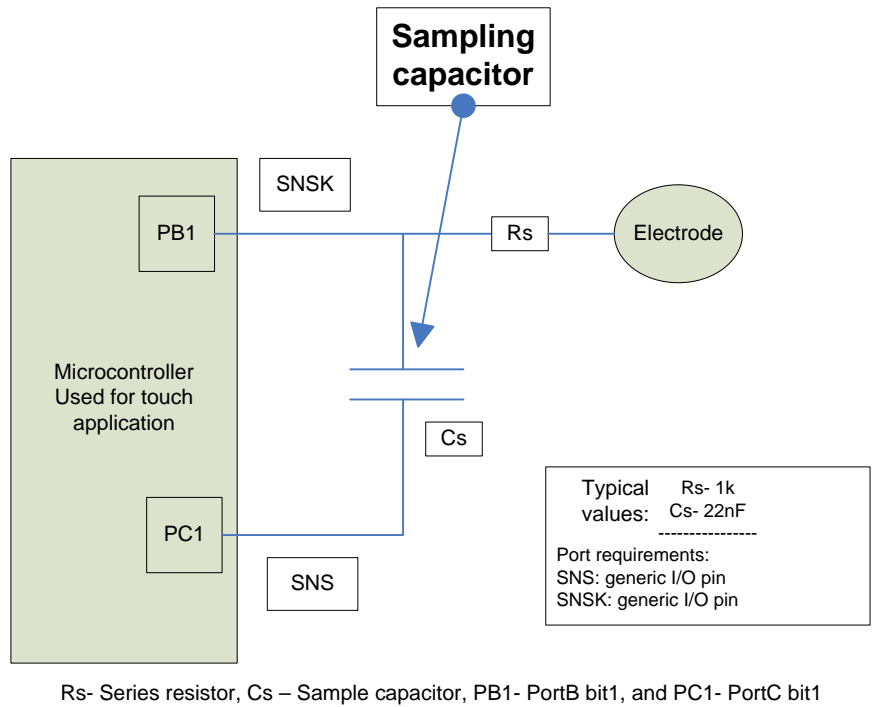 Sampling
capacitor
SNSK
PB1
Rs
Electrode
Microcontroller
Used for touch
application
Cs
PC1
SNS
Typical values:
Rs- 1k
Cs- 22nF
----------------
Port requirements:
SNS: generic I/O pin
SNSK: generic I/O pin
Rs- Series resistor, Cs – Sample capacitor, PB1- PortB bit1, and PC1- PortC bit1